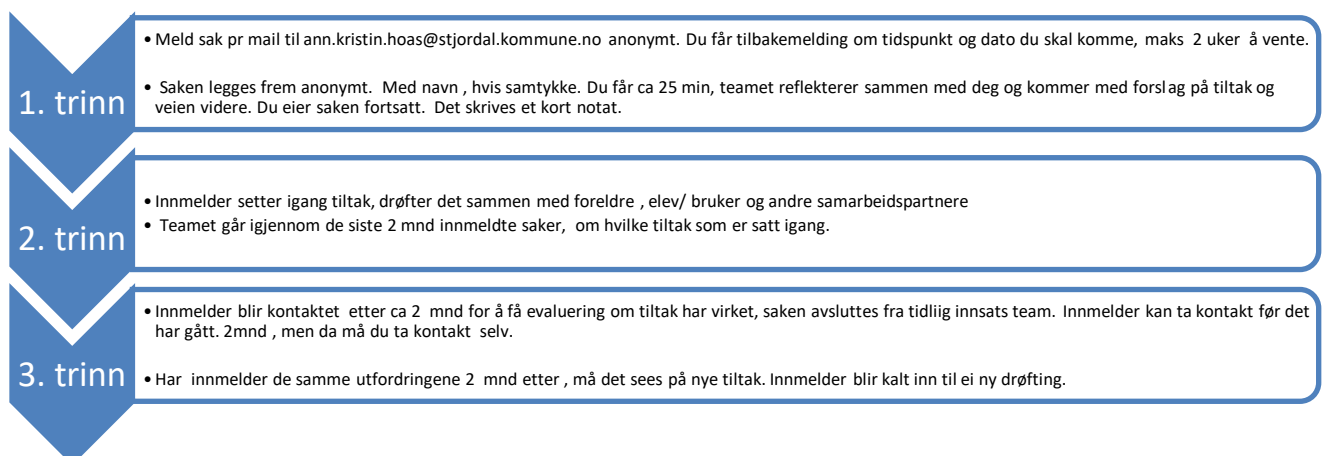 1. trinn
• Meld sak pr mail til ann.kristin.hoas@stjordal.kommune.no anonymt. Du får tilbakemelding om tidspunkt og dato du skal komme, maks 2 uker å vente.
• Saken legges frem anonymt. Med navn , hvis samtykke. Du får ca 25 min, teamet reflekterer sammen med deg og kommer med forslag på tiltak og
veien videre. Du eier saken fortsatt. Det skrives et kort notat.
2. trinn
• Innmelder setter igang tiltak, drøfter det sammen med foreldre , elev/ bruker og andre samarbeidspartnere
• Teamet går igjennom de siste 2 mnd innmeldte saker, om hvilke tiltak som er satt igang.
3. trinn
• Innmelder blir kontaktet etter ca 2 mnd for å få evaluering om tiltak har virket, saken avsluttes fra tidliig innsats team. Innmelder kan ta kontakt før det
har gått. 2mnd , men da må du ta kontakt selv.
• Har innmelder de samme utfordringene 2 mnd etter , må det sees på nye tiltak. Innmelder blir kalt inn til ei ny drøfting.